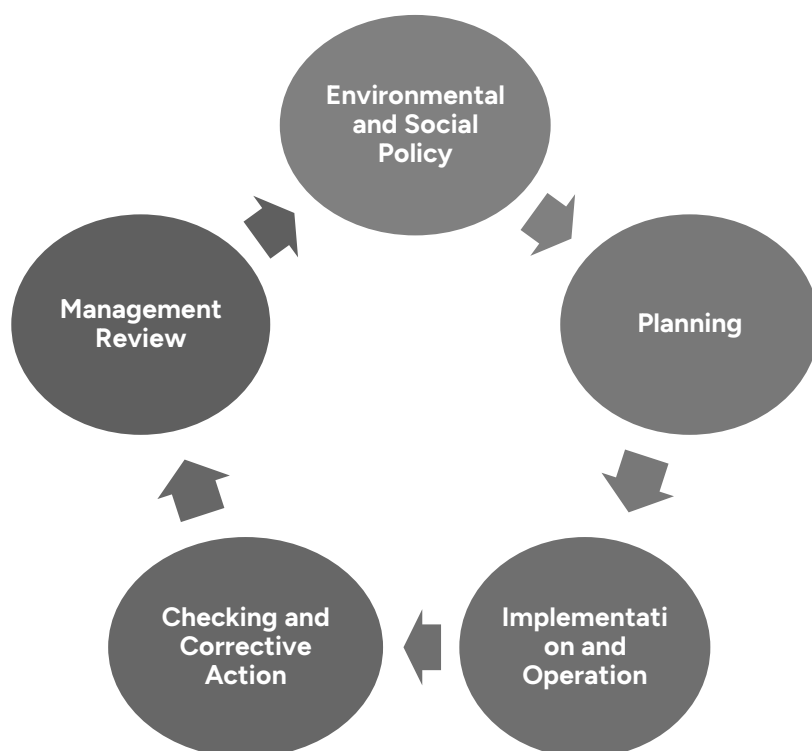 Environmental
and Social
Policy
Planning
Implementati
on and
Operation
Checking and
Corrective
Action
Management
Review